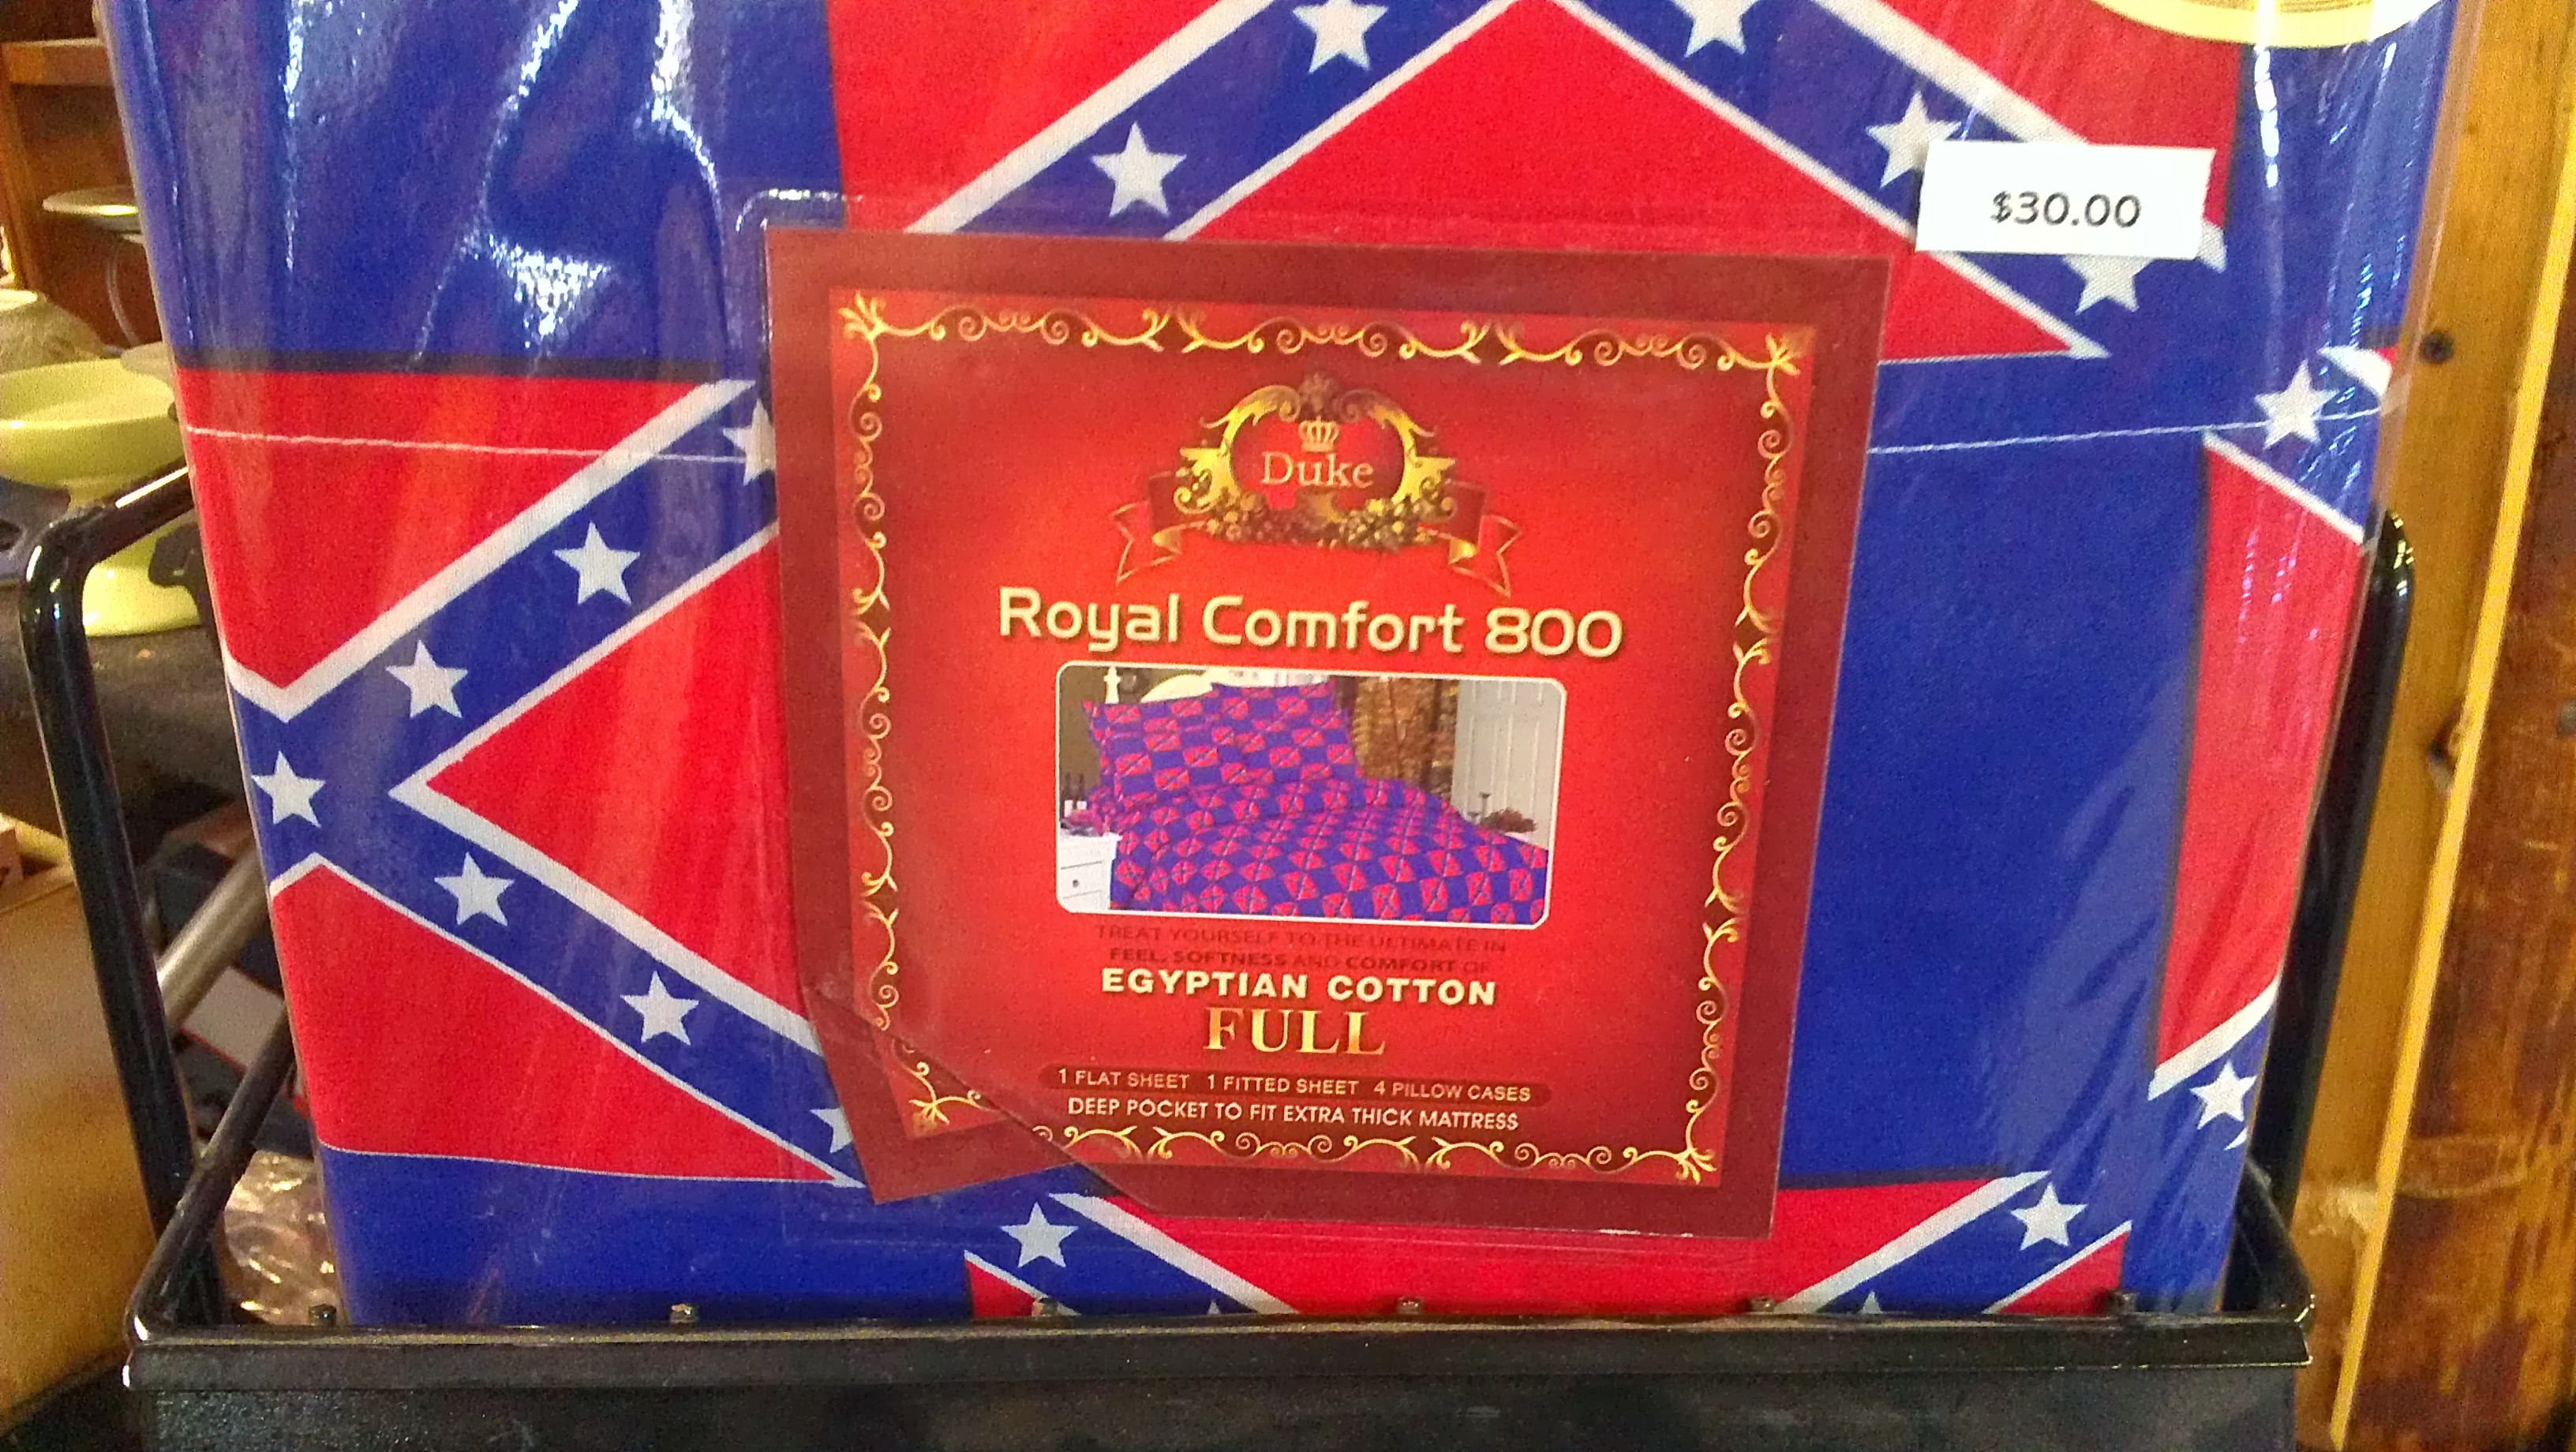 $30.00
Duke
Royal Comfort 800
TREAT YOURSELF TO THE ULTIMATE IN
FEEL, SOFTNESS AND COMFORT OF
EGYPTIAN COTTON
FULL
1 FLAT SHEET 1 FITTED SHEET 4 PILLOW CASES
DEEP POCKET TO FIT EXTRA THICK MATTRESS